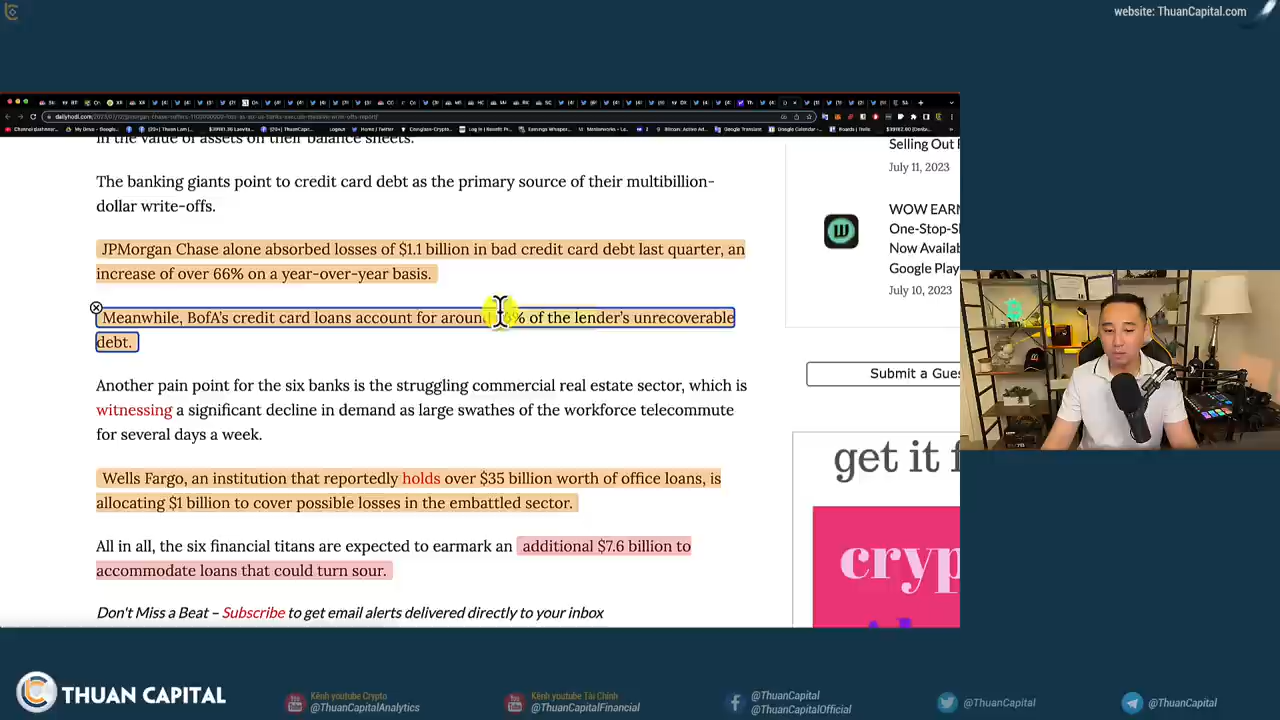 website: ThuanCapital.com
in the value of assets on their balance sheets.
The banking giants point to credit card debt as the primary source of their multibillion-
dollar write-offs.
JPMorgan Chase alone absorbed losses of $1.1 billion in bad credit card debt last quarter, an
increase of over 66% on a year-over-year basis.
Meanwhile, BofA's credit card loans account for around % of the lender's unrecoverable
debt.
Another pain point for the six banks is the struggling commercial real estate sector, which is
witnessing a significant decline in demand as large swathes of the workforce telecommute
for several days a week.
Wells Fargo, an institution that reportedly holds over $35 billion worth of office loans, is
allocating $1 billion to cover possible losses in the embattled sector.
All in all, the six financial titans are expected to earmark an additional $7.6 billion to
accommodate loans that could turn sour.
Don't Miss a Beat – Subscribe to get email alerts delivered directly to your inbox
Selling Out
July 11, 2023
WOW EARN
One-Stop-S
Now Availab
Google Play
July 10, 2023
Submit a Gues
get it f
cryp
THUAN CAPITAL
Kênh youtube Crypto
@ThuanCapitalAnalytics
Kênh youtube Tài Chính
@ThuanCapitalFinancial
@ThuanCapital
@ThuanCapitalOfficial
@ThuanCapital
@ThuanCapital